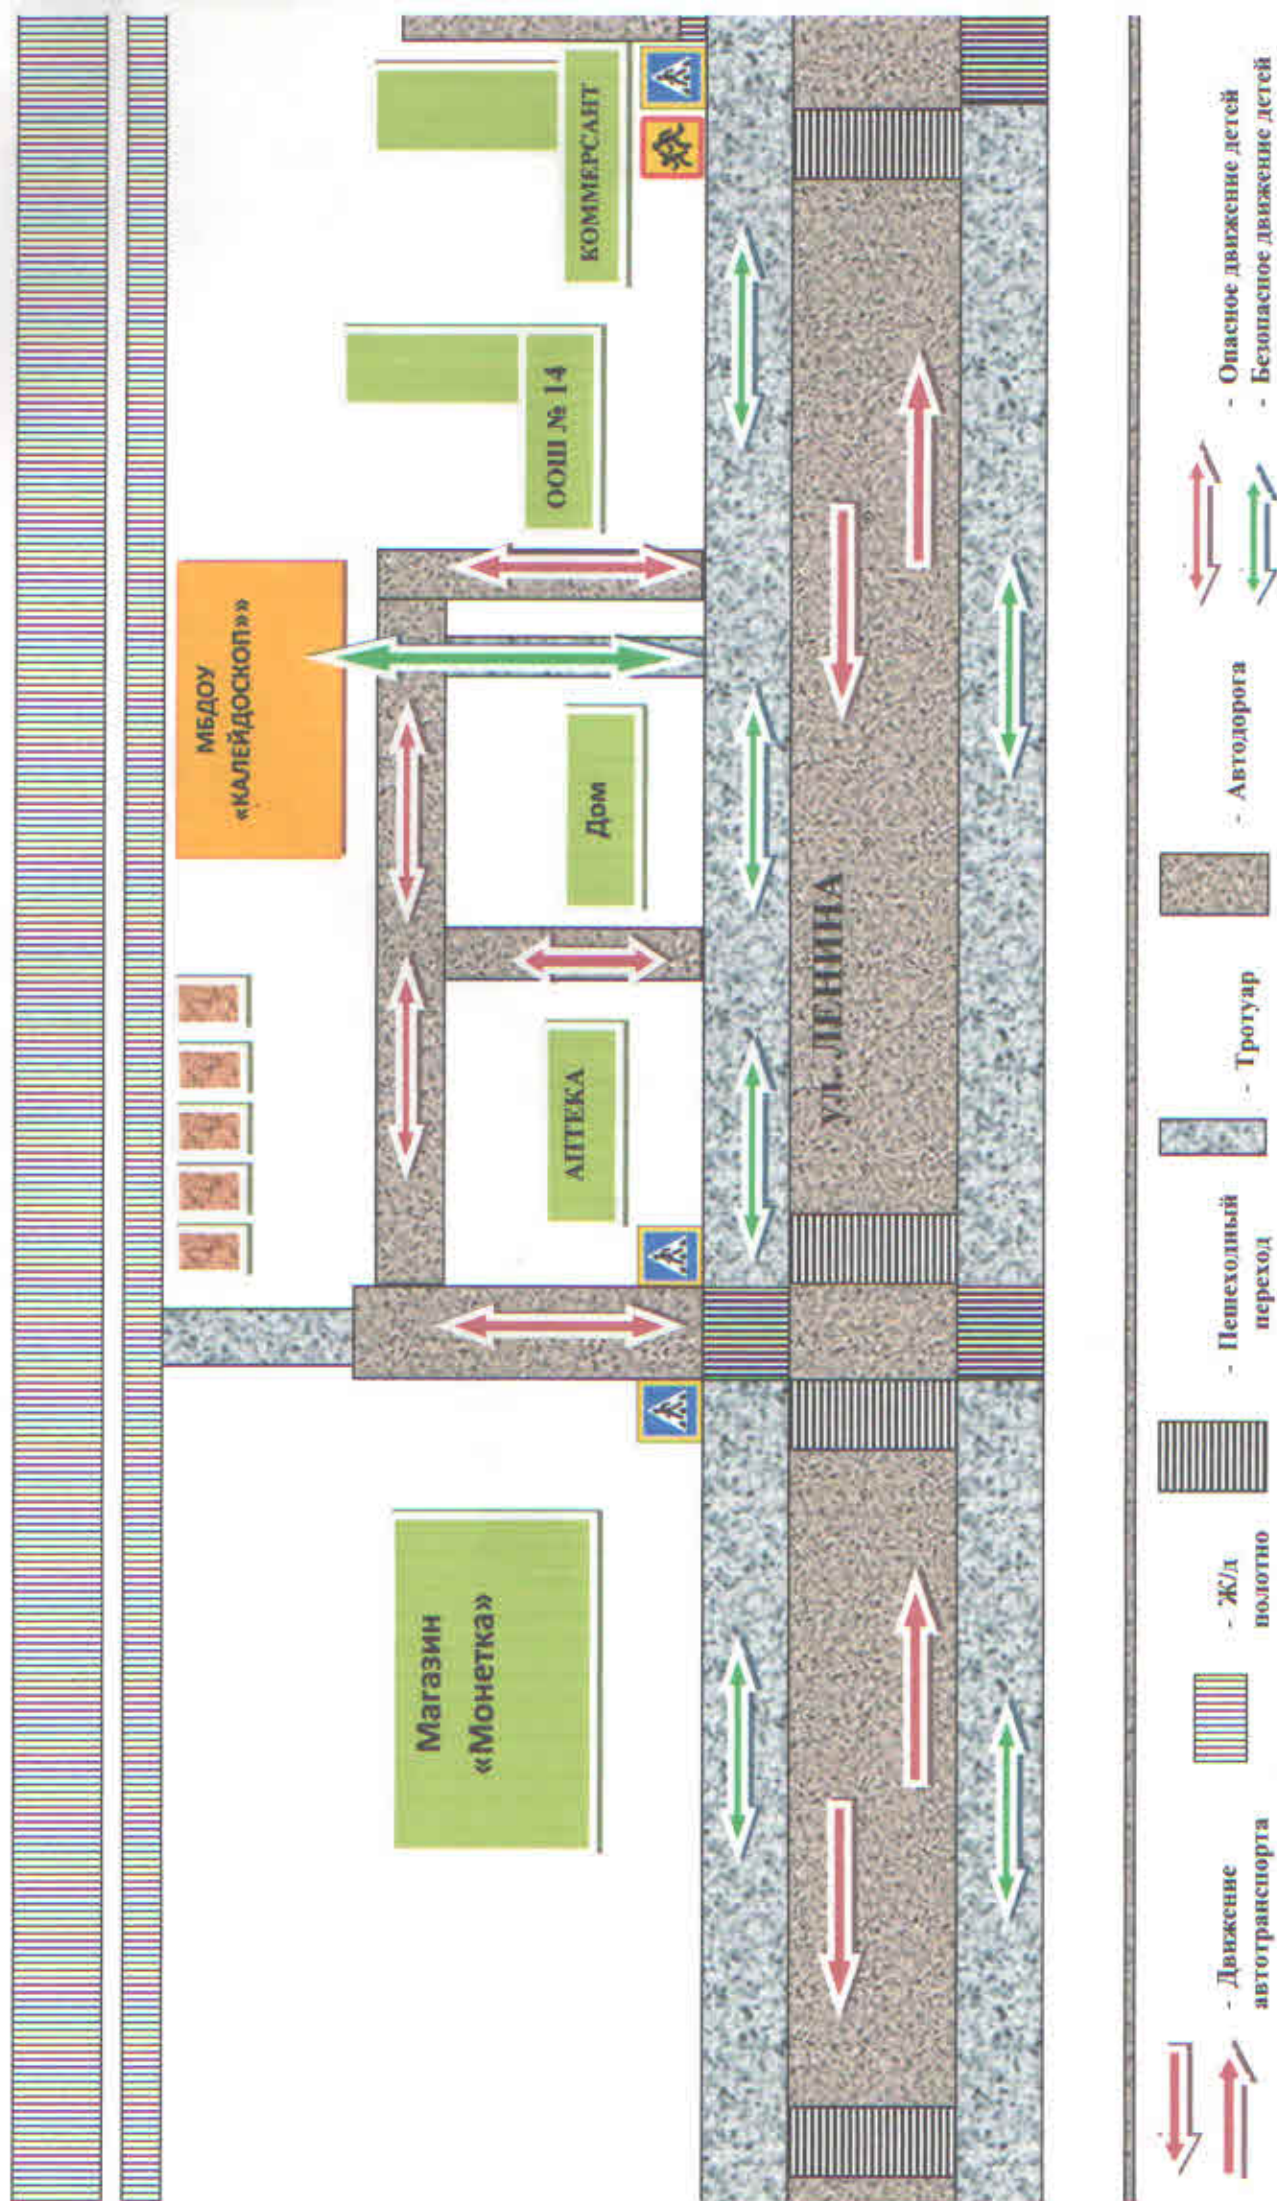 МБДОУ
«КАЛЕЙДОСКОП»»
КОММЕРСАНТ
ООШ № 14
Дом
АПТЕКА
Магазин
«Монетка»
ул.ЛЕНИНА
- Движение
автотранспорта
- Ж/д
полотно
- Пешеходный
переход
- Тротуар
- Автодорога
- Опасное движение детей
- Безопасное движение детей